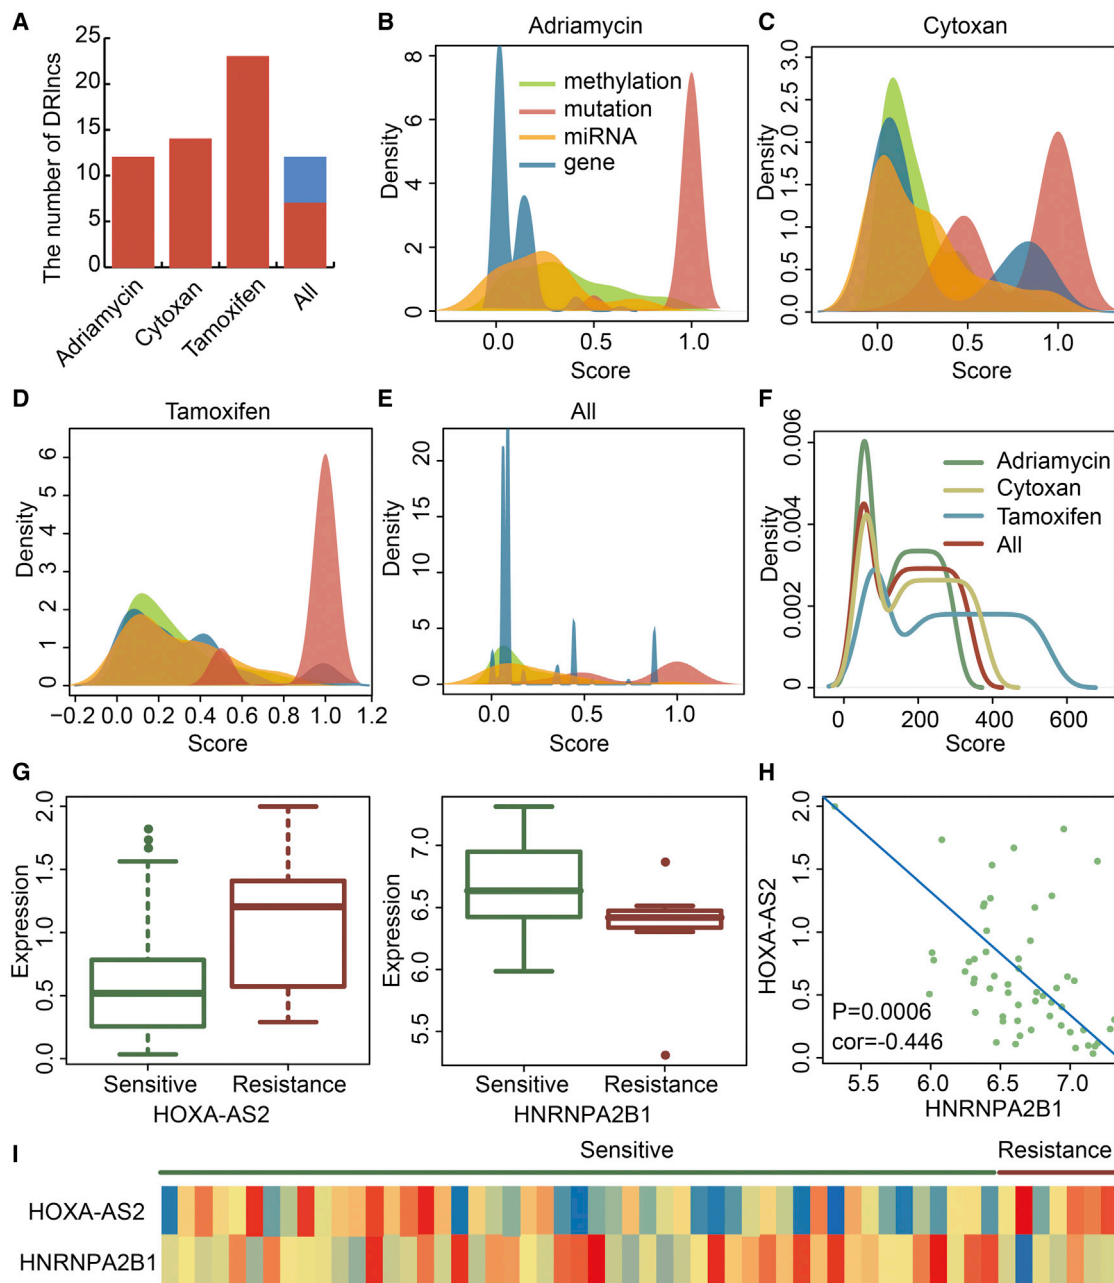 A
The number of DRlncs
25
20
15
10
5
0
Adriamycin
Cytoxan
Tamoxifen
All
B
Adriamycin
Density
8
6
4
2
0
methylation
mutation
miRNA
gene
0.0 0.5 1.0
Score
C
Cytoxan
Density
3.0
2.5
2.0
1.5
1.0
0.5
0.0
0.0 0.5 1.0
Score
D
Tamoxifen
Density
6
5
4
3
2
1
0
−0.2 0.0 0.2 0.4 0.6 0.8 1.0 1.2
Score
E
All
Density
20
15
10
5
0
0.0 0.5 1.0
Score
F
Density
0.006
0.004
0.002
0
Adriamycin
Cytoxan
Tamoxifen
All
0 200 400 600
Score
G
Expression
2.0
1.5
1.0
0.5
0.0
Sensitive Resistance
HOXA-AS2
Expression
7.0
6.5
6.0
5.5
Sensitive Resistance
HNRNPA2B1
H
HOXA-AS2
2.0
1.5
1.0
0.5
0.0
P=0.0006
cor=-0.446
5.5 6.0 6.5 7.0
HNRNPA2B1
I
Sensitive Resistance
HOXA-AS2
HNRNPA2B1